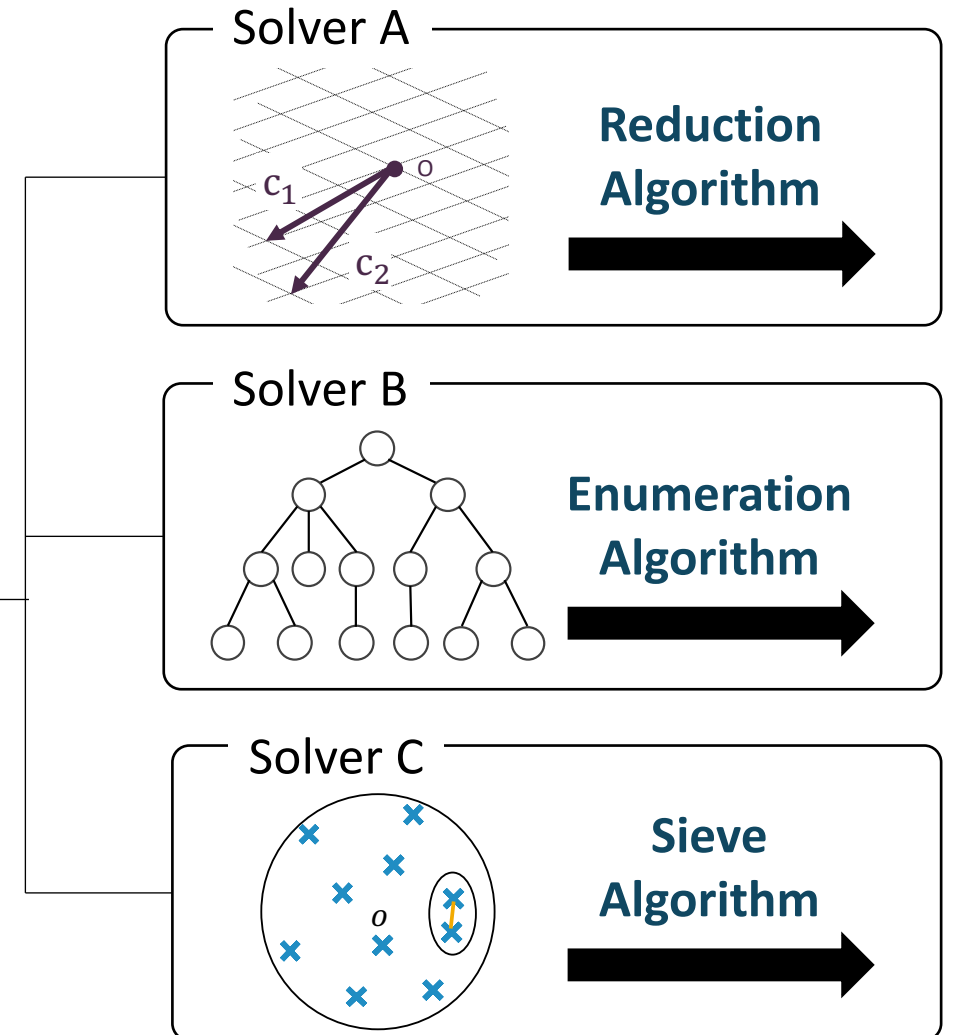 Solver A
Reduction
Algorithm
O
c1
c2
Solver B
Enumeration
Algorithm
Solver C
Sieve
Algorithm
o